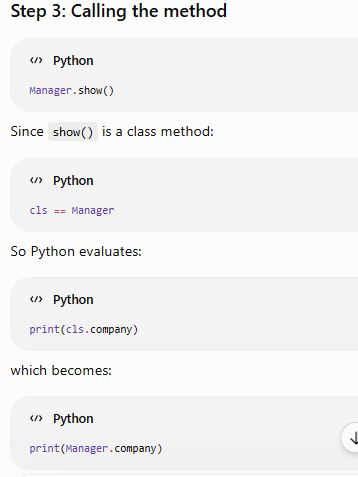 Step 3: Calling the method
</> Python
Manager.show()
Since show() is a class method:
</> Python
cls == Manager
So Python evaluates:
</> Python
print(cls.company)
which becomes:
</> Python
print(Manager.company)